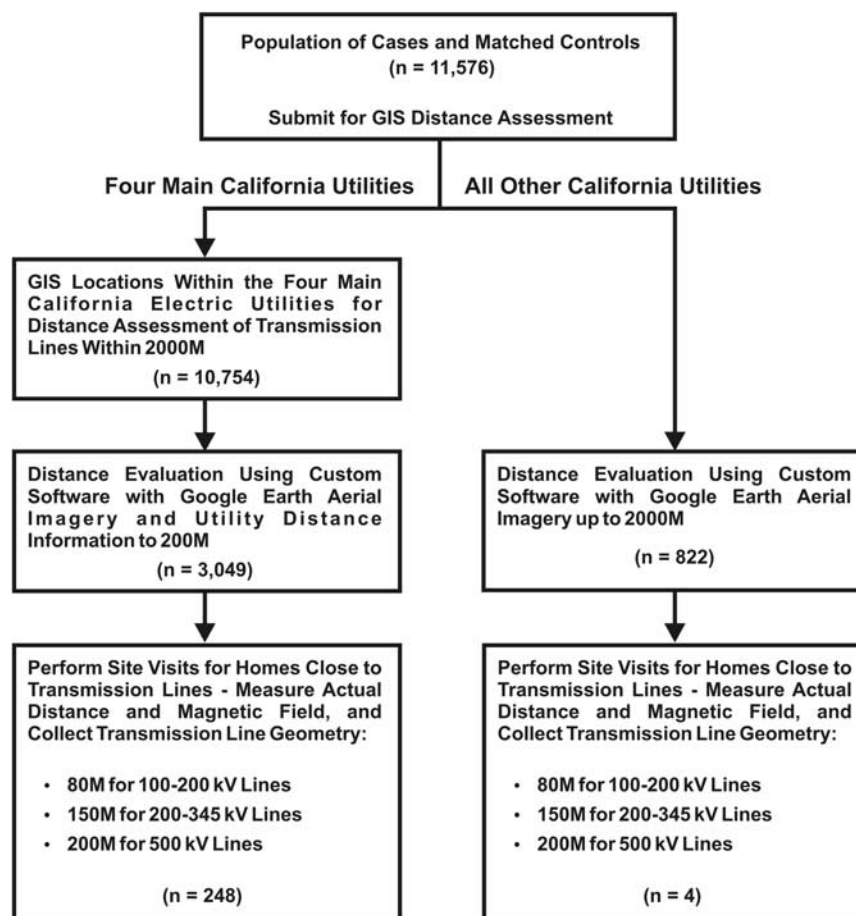 Population of Cases and Matched Controls
(n = 11,576)
Submit for GIS Distance Assessment
Four Main California Utilities
All Other California Utilities
GIS Locations Within the Four Main
California Electric Utilities for
Distance Assessment of Transmission
Lines Within 2000M
(n = 10,754)
Distance Evaluation Using Custom
Software with Google Earth Aerial
Imagery and Utility Distance
Information to 200M
(n = 3,049)
Distance Evaluation Using Custom
Software with Google Earth Aerial
Imagery up to 2000M
(n = 822)
Perform Site Visits for Homes Close to
Transmission Lines - Measure Actual
Distance and Magnetic Field, and
Collect Transmission Line Geometry:
• 80M for 100-200 kV Lines
• 150M for 200-345 kV Lines
• 200M for 500 kV Lines
(n = 248)
Perform Site Visits for Homes Close to
Transmission Lines - Measure Actual
Distance and Magnetic Field, and
Collect Transmission Line Geometry:
• 80M for 100-200 kV Lines
• 150M for 200-345 kV Lines
• 200M for 500 kV Lines
(n = 4)